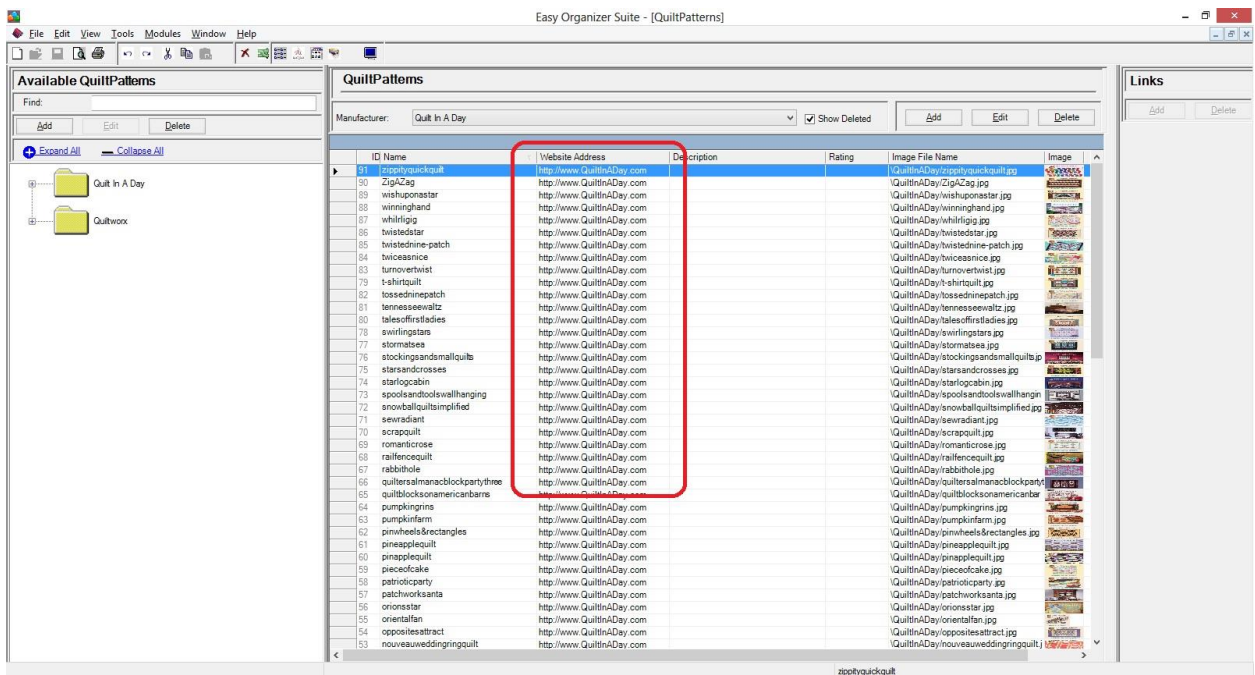 Easy Organizer Suite - [QuiltPatterns]
File Edit View Tools Modules Window Help
Available QuiltPatterns
Find:
Add Edit Delete
Expand All Collapse All
Quilt In A Day
Quiltworx
QuiltPatterns
Manufacturer: Quilt In A Day Show Deleted Add Edit Delete
ID Name Website Address Description Rating Image File Name Image
91 zippityquickquilt http://www.QuiltInADay.com \QuiltInADay/zippityquickquilt.jpg
90 ZigAZag http://www.QuiltInADay.com \QuiltInADay/ZigAZag.jpg
89 wishuponastar http://www.QuiltInADay.com \QuiltInADay/wishuponastar.jpg
88 winninghand http://www.QuiltInADay.com \QuiltInADay/winninghand.jpg
87 whilrligig http://www.QuiltInADay.com \QuiltInADay/whilrligig.jpg
86 twistedstar http://www.QuiltInADay.com \QuiltInADay/twistedstar.jpg
85 twistednine-patch http://www.QuiltInADay.com \QuiltInADay/twistednine-patch.jpg
84 twiceasnice http://www.QuiltInADay.com \QuiltInADay/twiceasnice.jpg
83 turnovertwist http://www.QuiltInADay.com \QuiltInADay/turnovertwist.jpg
79 t-shirtquilt http://www.QuiltInADay.com \QuiltInADay/t-shirtquilt.jpg
82 tossedninepatch http://www.QuiltInADay.com \QuiltInADay/tossedninepatch.jpg
81 tennesseewaltz http://www.QuiltInADay.com \QuiltInADay/tennesseewaltz.jpg
80 talesoffirstladies http://www.QuiltInADay.com \QuiltInADay/talesoffirstladies.jpg
78 swirlingstars http://www.QuiltInADay.com \QuiltInADay/swirlingstars.jpg
77 stormatsea http://www.QuiltInADay.com \QuiltInADay/stormatsea.jpg
76 stockingsandsmallquilts http://www.QuiltInADay.com \QuiltInADay/stockingsandsmallquilts.jp
75 starsandcrosses http://www.QuiltInADay.com \QuiltInADay/starsandcrosses.jpg
74 starlogcabin http://www.QuiltInADay.com \QuiltInADay/starlogcabin.jpg
73 spoolsandtoolswallhanging http://www.QuiltInADay.com \QuiltInADay/spoolsandtoolswallhangin
72 snowballquiltsimplified http://www.QuiltInADay.com \QuiltInADay/snowballquiltsimplified.jpg
71 sewradiant http://www.QuiltInADay.com \QuiltInADay/sewradiant.jpg
70 scrapquilt http://www.QuiltInADay.com \QuiltInADay/scrapquilt.jpg
69 romanticrose http://www.QuiltInADay.com \QuiltInADay/romanticrose.jpg
68 railfencequilt http://www.QuiltInADay.com \QuiltInADay/railfencequilt.jpg
67 rabbithole http://www.QuiltInADay.com \QuiltInADay/rabbithole.jpg
66 quiltersalmanacblockpartythree http://www.QuiltInADay.com \QuiltInADay/quiltersalmanacblockpartyt
65 quiltblocksonamericanbarns http://www.QuiltInADay.com \QuiltInADay/quiltblocksonamericanbar
64 pumpkingrins http://www.QuiltInADay.com \QuiltInADay/pumpkingrins.jpg
63 pumpkinfarm http://www.QuiltInADay.com \QuiltInADay/pumpkinfarm.jpg
62 pinwheels&rectangles http://www.QuiltInADay.com \QuiltInADay/pinwheels&rectangles.jpg
61 pineapplequilt http://www.QuiltInADay.com \QuiltInADay/pineapplequilt.jpg
60 pinapplequilt http://www.QuiltInADay.com \QuiltInADay/pinapplequilt.jpg
59 pieceofcake http://www.QuiltInADay.com \QuiltInADay/pieceofcake.jpg
58 patrioticparty http://www.QuiltInADay.com \QuiltInADay/patrioticparty.jpg
57 patchworksanta http://www.QuiltInADay.com \QuiltInADay/patchworksanta.jpg
56 orionsstar http://www.QuiltInADay.com \QuiltInADay/orionsstar.jpg
55 orientalfan http://www.QuiltInADay.com \QuiltInADay/orientalfan.jpg
54 oppositesattract http://www.QuiltInADay.com \QuiltInADay/oppositesattract.jpg
53 nouveauweddingringquilt http://www.QuiltInADay.com \QuiltInADay/nouveauweddingringquilt.j
Links
Add Delete
zippityquickquilt